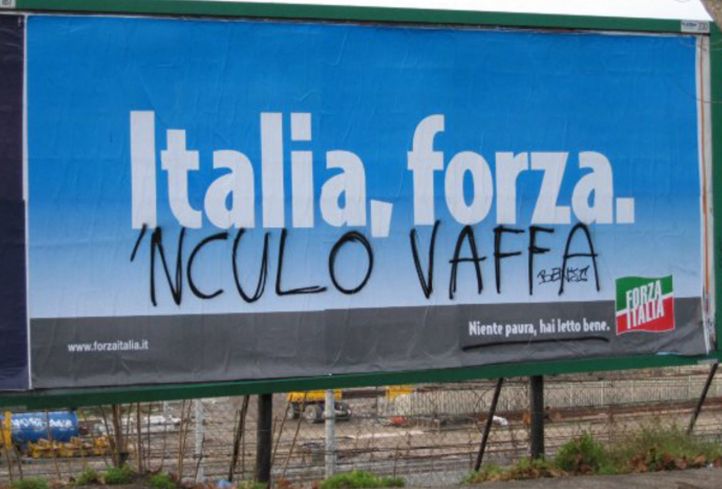 Italia, forza.
'NCULO VAFFA
Niente paura, hai letto bene.
FORZA
ITALIA
www.forzaitalia.it